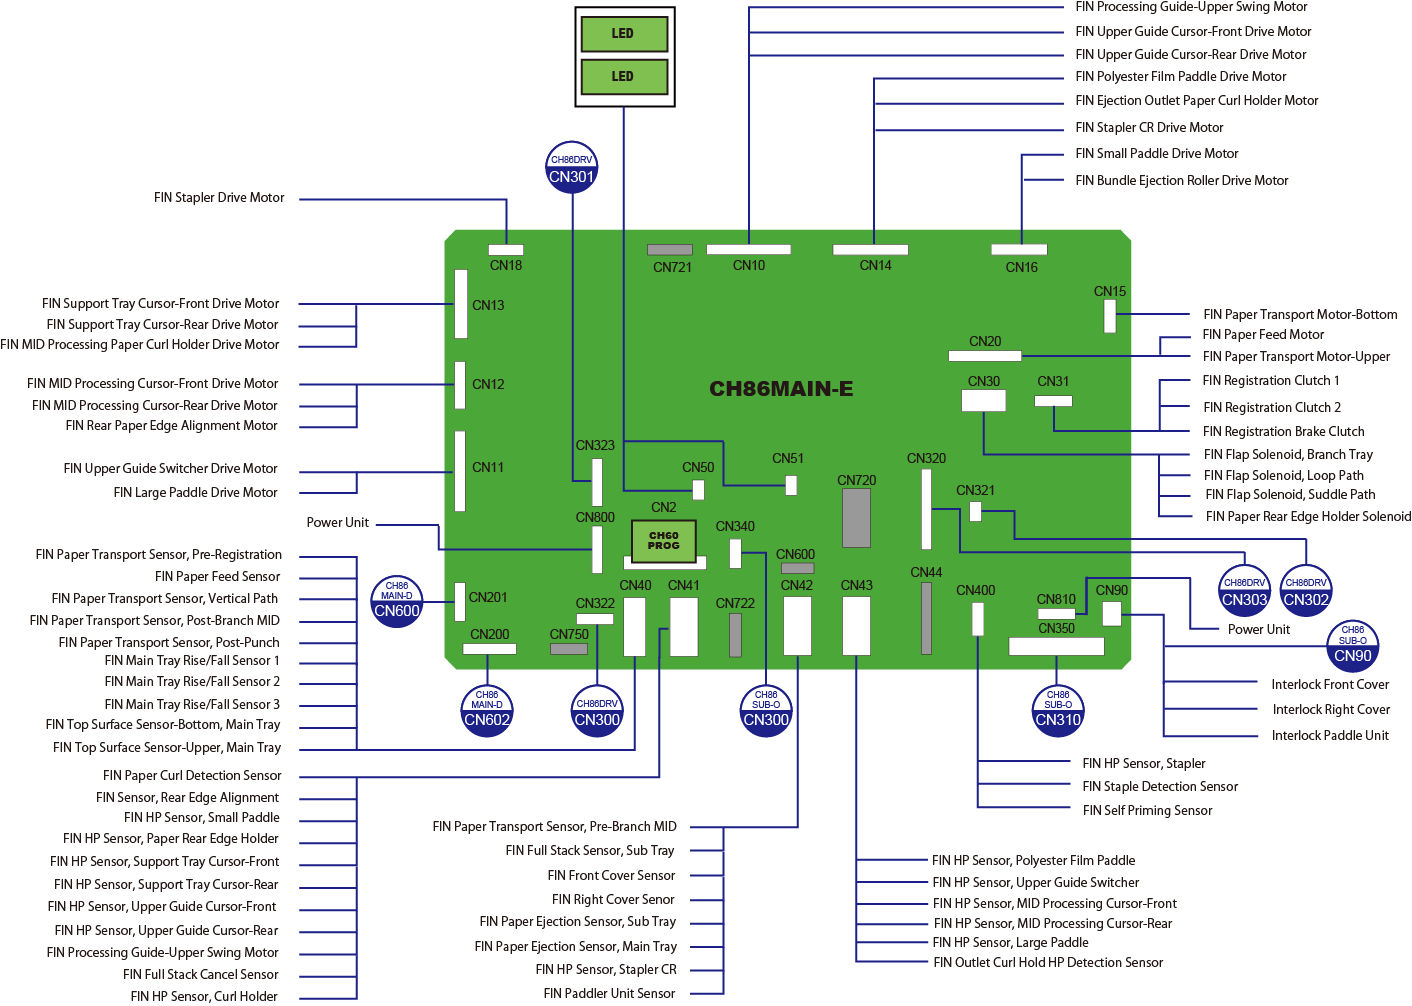 LED
LED
FIN Processing Guide-Upper Swing Motor
FIN Upper Guide Cursor-Front Drive Motor
FIN Upper Guide Cursor-Rear Drive Motor
FIN Polyester Film Paddle Drive Motor
FIN Ejection Outlet Paper Curl Holder Motor
FIN Stapler CR Drive Motor
FIN Small Paddle Drive Motor
FIN Bundle Ejection Roller Drive Motor
CH86DRV
CN301
FIN Stapler Drive Motor
CN18
CN721
CN10
CN14
CN16
FIN Support Tray Cursor-Front Drive Motor
FIN Support Tray Cursor-Rear Drive Motor
FIN MID Processing Paper Curl Holder Drive Motor
CN13
FIN MID Processing Cursor-Front Drive Motor
FIN MID Processing Cursor-Rear Drive Motor
FIN Rear Paper Edge Alignment Motor
CN12
FIN Upper Guide Switcher Drive Motor
FIN Large Paddle Drive Motor
CN11
Power Unit
CH86MAIN-E
CN15
CN20
CN30
CN31
FIN Paper Transport Motor-Bottom
FIN Paper Feed Motor
FIN Paper Transport Motor-Upper
FIN Registration Clutch 1
FIN Registration Clutch 2
FIN Registration Brake Clutch
FIN Flap Solenoid, Branch Tray
FIN Flap Solenoid, Loop Path
FIN Flap Solenoid, Suddle Path
FIN Paper Rear Edge Holder Solenoid
CN323
CN50
CN51
CN720
CN320
CN321
CN800
CN2
CH60
PROG
CN340
CN600
CN40
CN41
CN42
CN43
CN44
CN400
CN810
CN90
CN201
CN322
CN722
CN200
CN750
CN350
CH86DRV
CN303
CH86DRV
CN302
Power Unit
CH86
SUB-O
CN90
Interlock Front Cover
Interlock Right Cover
Interlock Paddle Unit
CH86
MAIN-D
CN600
CH86
MAIN-D
CN602
CH86DRV
CN300
CH86
SUB-O
CN300
CH86
SUB-O
CN310
FIN Paper Transport Sensor, Pre-Registration
FIN Paper Feed Sensor
FIN Paper Transport Sensor, Vertical Path
FIN Paper Transport Sensor, Post-Branch MID
FIN Paper Transport Sensor, Post-Punch
FIN Main Tray Rise/Fall Sensor 1
FIN Main Tray Rise/Fall Sensor 2
FIN Main Tray Rise/Fall Sensor 3
FIN Top Surface Sensor-Bottom, Main Tray
FIN Top Surface Sensor-Upper, Main Tray
FIN Paper Curl Detection Sensor
FIN Sensor, Rear Edge Alignment
FIN HP Sensor, Small Paddle
FIN HP Sensor, Paper Rear Edge Holder
FIN HP Sensor, Support Tray Cursor-Front
FIN HP Sensor, Support Tray Cursor-Rear
FIN HP Sensor, Upper Guide Cursor-Front
FIN HP Sensor, Upper Guide Cursor-Rear
FIN Processing Guide-Upper Swing Motor
FIN Full Stack Cancel Sensor
FIN HP Sensor, Curl Holder
FIN Paper Transport Sensor, Pre-Branch MID
FIN Full Stack Sensor, Sub Tray
FIN Front Cover Sensor
FIN Right Cover Senor
FIN Paper Ejection Sensor, Sub Tray
FIN Paper Ejection Sensor, Main Tray
FIN HP Sensor, Stapler CR
FIN Paddler Unit Sensor
FIN HP Sensor, Stapler
FIN Staple Detection Sensor
FIN Self Priming Sensor
FIN HP Sensor, Polyester Film Paddle
FIN HP Sensor, Upper Guide Switcher
FIN HP Sensor, MID Processing Cursor-Front
FIN HP Sensor, MID Processing Cursor-Rear
FIN HP Sensor, Large Paddle
FIN Outlet Curl Hold HP Detection Sensor